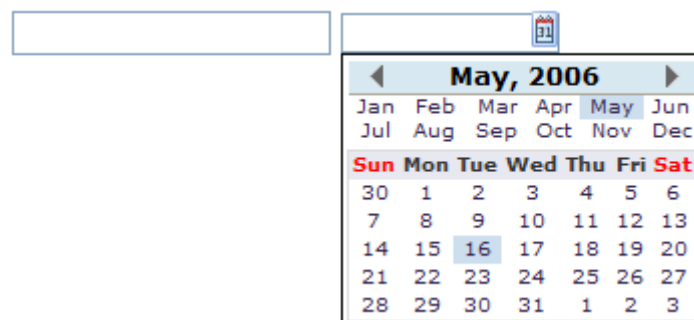 31
May, 2006
Jan Feb Mar Apr May Jun
Jul Aug Sep Oct Nov Dec
Sun Mon Tue Wed Thu Fri Sat
30 1 2 3 4 5 6
7 8 9 10 11 12 13
14 15 16 17 18 19 20
21 22 23 24 25 26 27
28 29 30 31 1 2 3